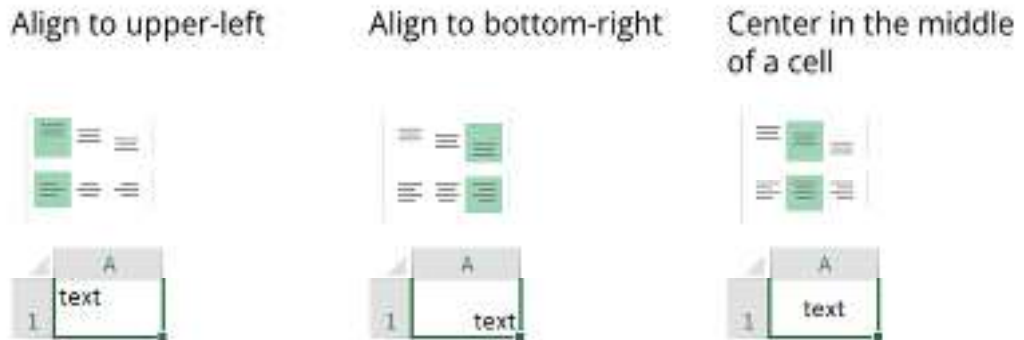 Align to upper-left
Align to bottom-right
Center in the middle
of a cell
A
text
1
A
1
text
A
text
1